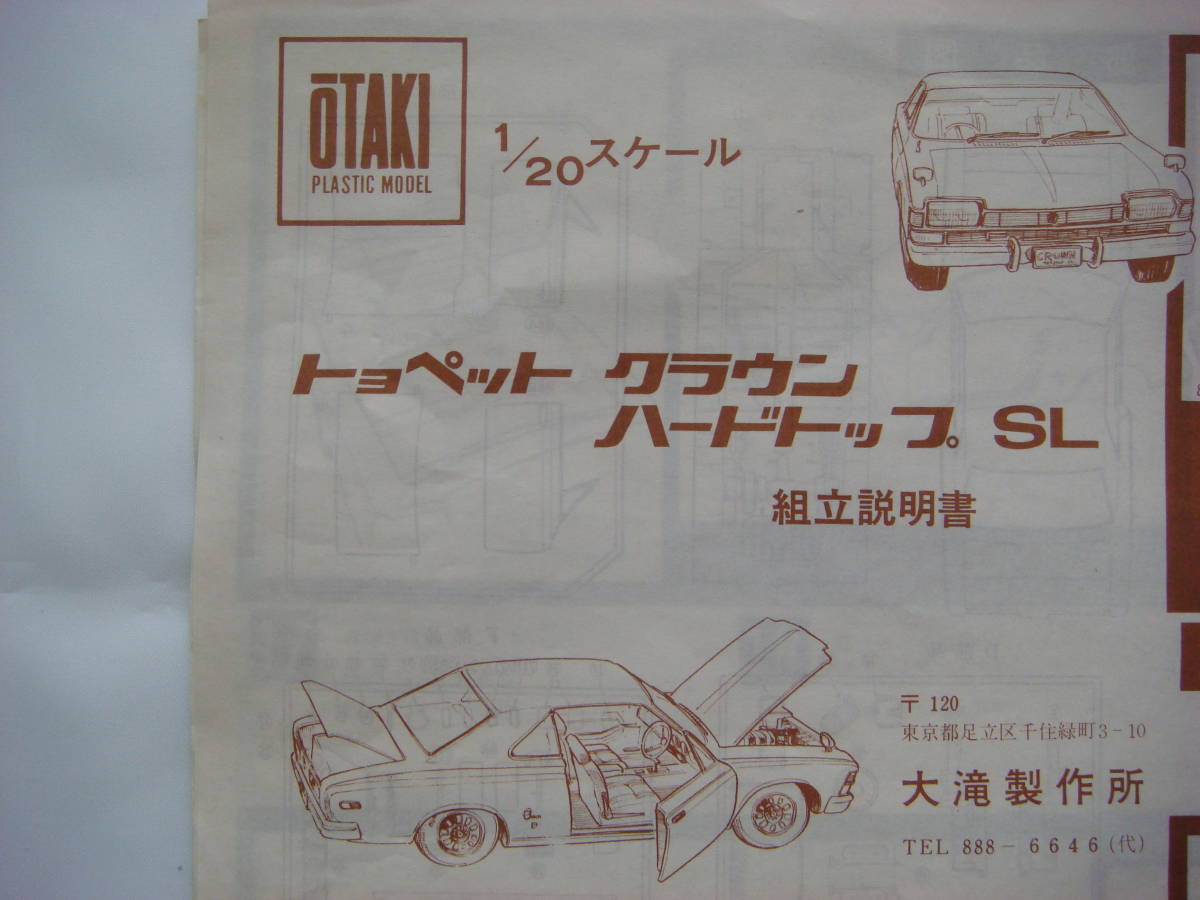 ŌTAKI
PLASTIC MODEL
1/20スケール
トヨペット クラウン
ハードトップ SL
組立説明書
〒 120
東京都足立区千住緑町3-10
大滝製作所
TEL 888-6646(代)